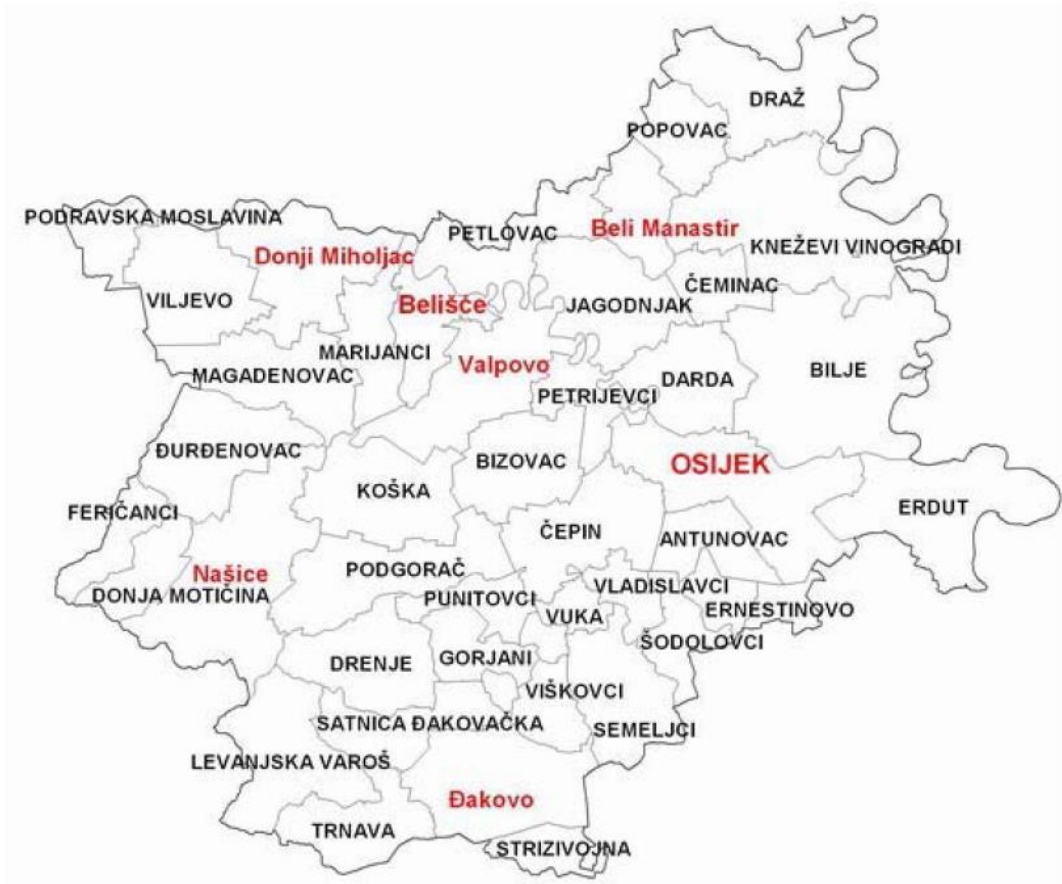 DRAŽ
POPOVAC
PODRAVSKA MOSLAVINA
PETLOVAC
Beli Manastir
KNEŽEVI VINOGRADI
Donji Miholjac
ČEMINAC
VILJEVO
Belišće
JAGODNJAK
MARIJANCI
Valpovo
MAGADENOVAC
DARDA
BILJE
PETRIJEVCI
ĐURĐENOVAC
BIZOVAC
OSIJEK
KOŠKA
ERDUT
FERIČANCI
ČEPIN
ANTUNOVAC
Našice
PODGORAČ
VLADISLAVCI
DONJA MOTIČINA
PUNITOVCI
ERNESTINOVO
VUKA
ŠODOLOVCI
DRENJE
GORJANI
VIŠKOVCI
SATNICA ĐAKOVAČKA
SEMELJCI
LEVANJSKA VAROŠ
Đakovo
TRNAVA
STRIZIVOJNA